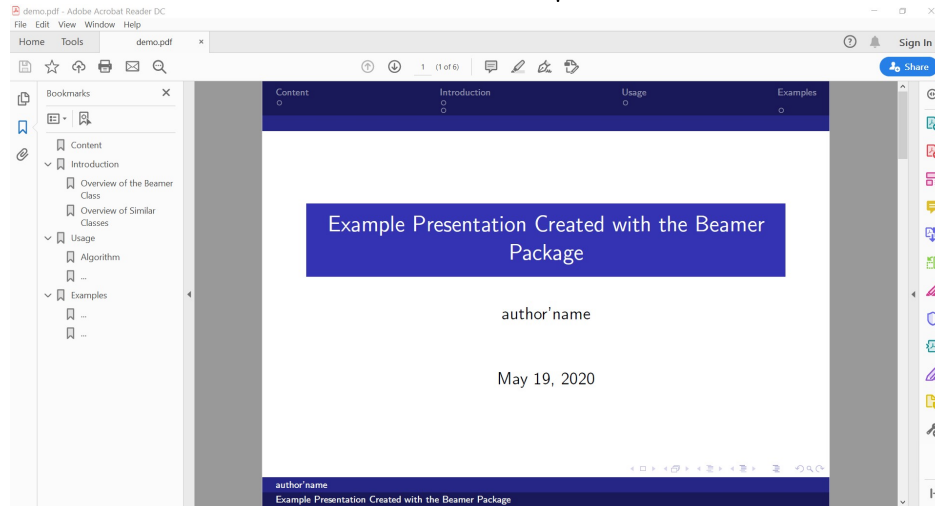 demo.pdf - Adobe Acrobat Reader DC
File Edit View Window Help
Home Tools demo.pdf ×
Sign In
1 (1 of 6)
Share
Bookmarks
Content
Introduction
Overview of the Beamer
Class
Overview of Similar
Classes
Usage
Algorithm
...
Examples
...
...
Content Introduction Usage Examples
Example Presentation Created with the Beamer
Package
author'name
May 19, 2020
author'name
Example Presentation Created with the Beamer Package